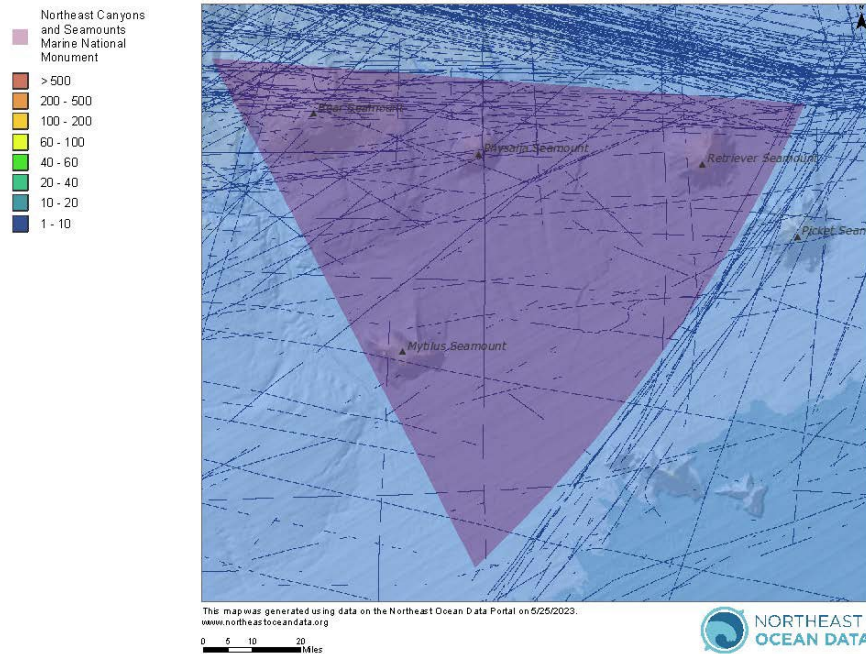 Northeast Canyons
and Seamounts
Marine National
Monument
> 500
200 - 500
100 - 200
60 - 100
40 - 60
20 - 40
10 - 20
1 - 10
Bear Seamount
Physalia Seamount
Retriever Seamount
Picket Seam
Mytilus Seamount
This map was generated using data on the Northeast Ocean Data Portal on 5/25/2023.
www.northeastoceandata.org
0 5 10 20
Miles
NORTHEAST
OCEAN DATA